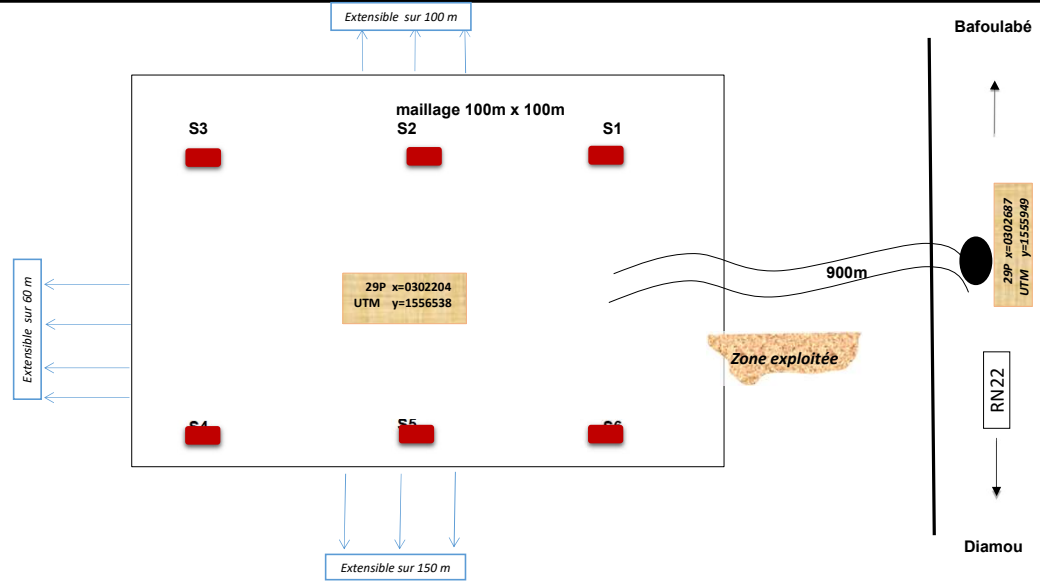 Extensible sur 100 m
Bafoulabé
maillage 100m x 100m
S3
S2
S1
29P x=0302687
UTM y=1555949
900m
Extensible sur 60 m
29P x=0302204
UTM y=1556538
Zone exploitée
RN22
S4
S5
S6
Diamou
Extensible sur 150 m